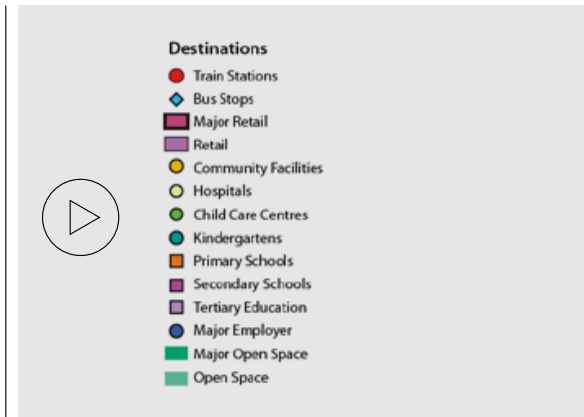 Destinations
Train Stations
Bus Stops
Major Retail
Retail
Community Facilities
Hospitals
Child Care Centres
Kindergartens
Primary Schools
Secondary Schools
Tertiary Education
Major Employer
Major Open Space
Open Space